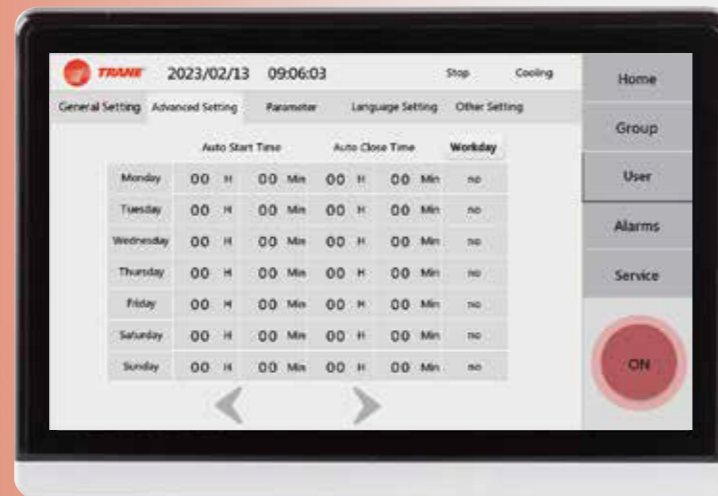 TRANE 2023/02/13 09:06:03 Stop Cooling
General Setting Advanced Setting Parameter Language Setting Other Setting
Auto Start Time Auto Close Time Workday
Monday 00 H 00 Min 00 H 00 Min no
Tuesday 00 H 00 Min 00 H 00 Min no
Wednesday 00 H 00 Min 00 H 00 Min no
Thursday 00 H 00 Min 00 H 00 Min no
Friday 00 H 00 Min 00 H 00 Min no
Saturday 00 H 00 Min 00 H 00 Min no
Sunday 00 H 00 Min 00 H 00 Min no
Home
Group
User
Alarms
Service
ON